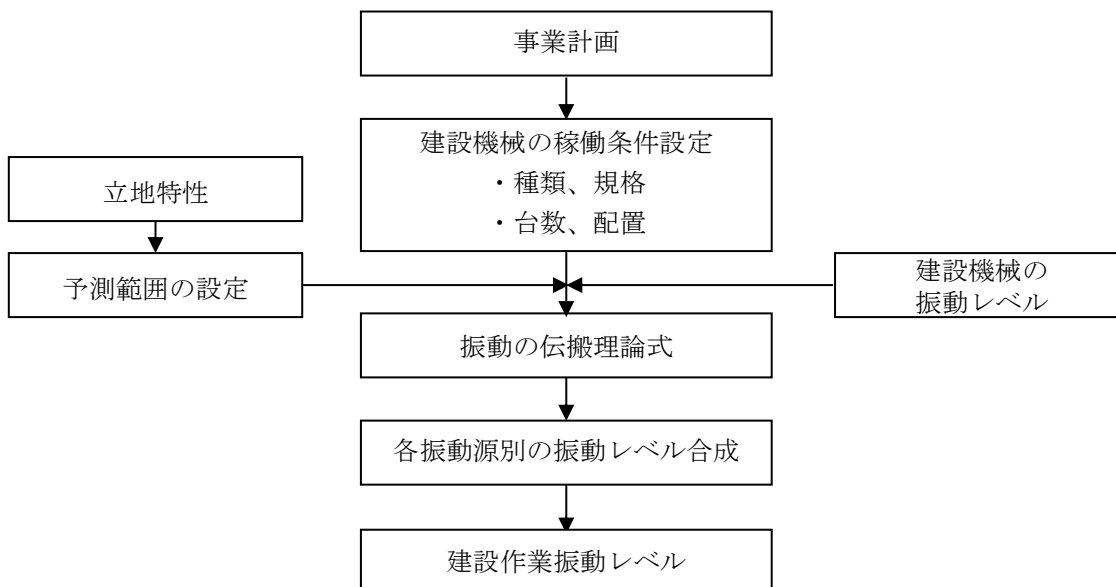 事業計画
建設機械の稼働条件設定
・種類、規格
・台数、配置
立地特性
予測範囲の設定
建設機械の
振動レベル
振動の伝搬理論式
各振動源別の振動レベル合成
建設作業振動レベル